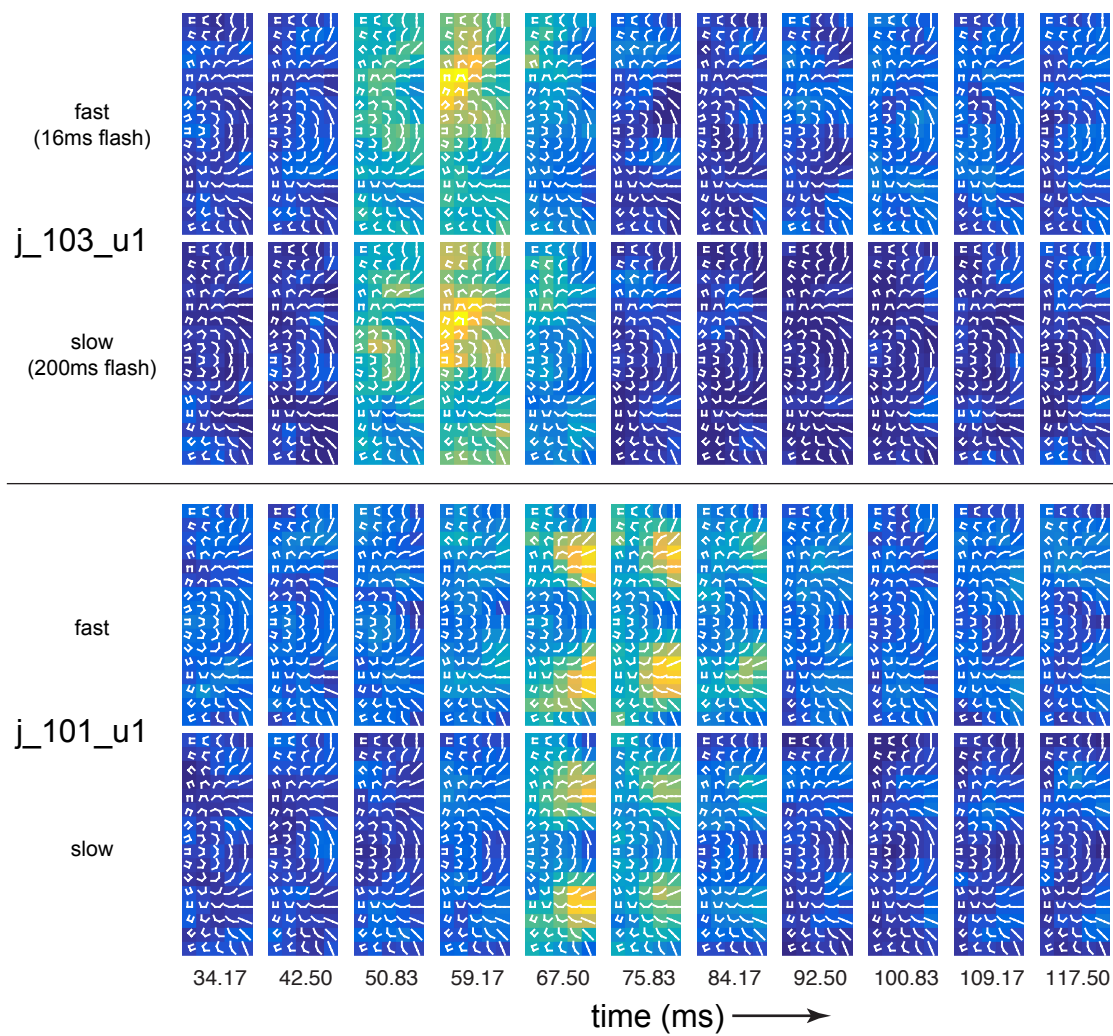 fast
(16ms flash)
j_103_u1
slow
(200ms flash)
fast
j_101_u1
slow
34.17 42.50 50.83 59.17 67.50 75.83 84.17 92.50 100.83 109.17 117.50
time (ms)